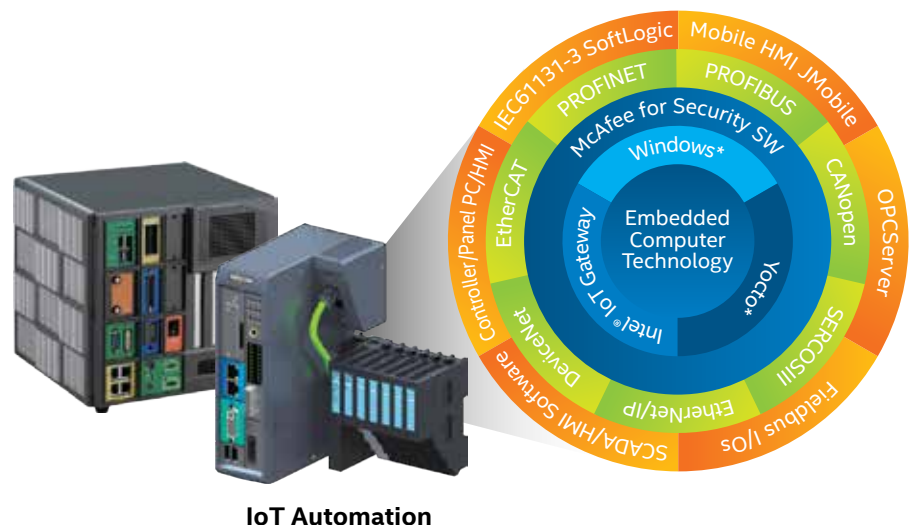 IEC61131-3 SoftLogic
Mobile HMI JMobile
OPCServer
Fieldbus I/Os
SCADA/HMI Software
Controller/Panel PC/HMI
PROFINET
PROFIBUS
CANopen
SERCOSIII
EtherNet/IP
DeviceNet
EtherCAT
McAfee for Security SW
Windows*
Yocto*
Intel® IoT Gateway
Embedded
Computer
Technology
IoT Automation